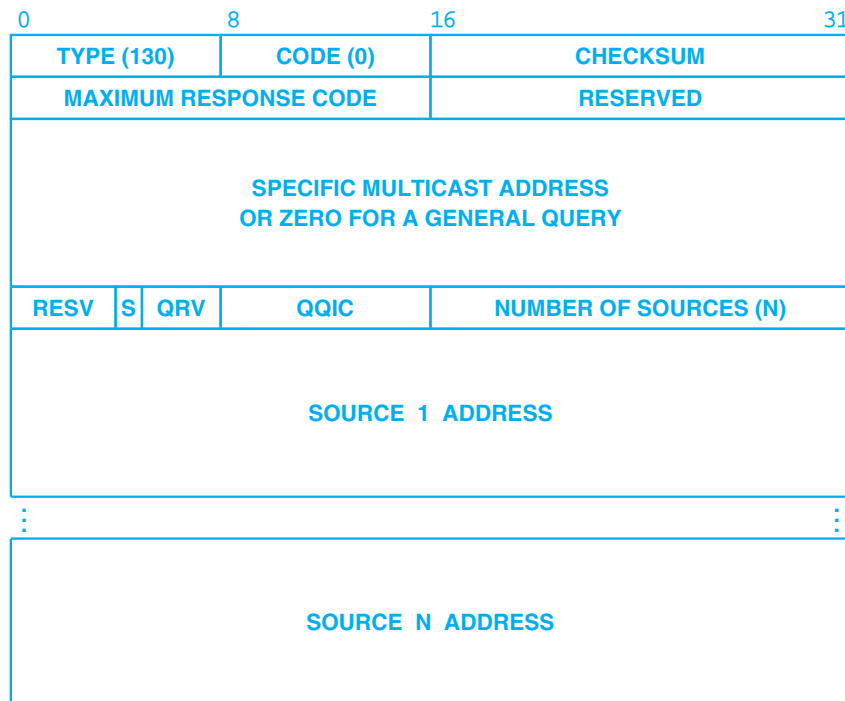 0 8 16 31
TYPE (130) CODE (0) CHECKSUM
MAXIMUM RESPONSE CODE RESERVED
SPECIFIC MULTICAST ADDRESS
OR ZERO FOR A GENERAL QUERY
RESV S QRV QQIC NUMBER OF SOURCES (N)
SOURCE 1 ADDRESS
⋮ ⋮
SOURCE N ADDRESS